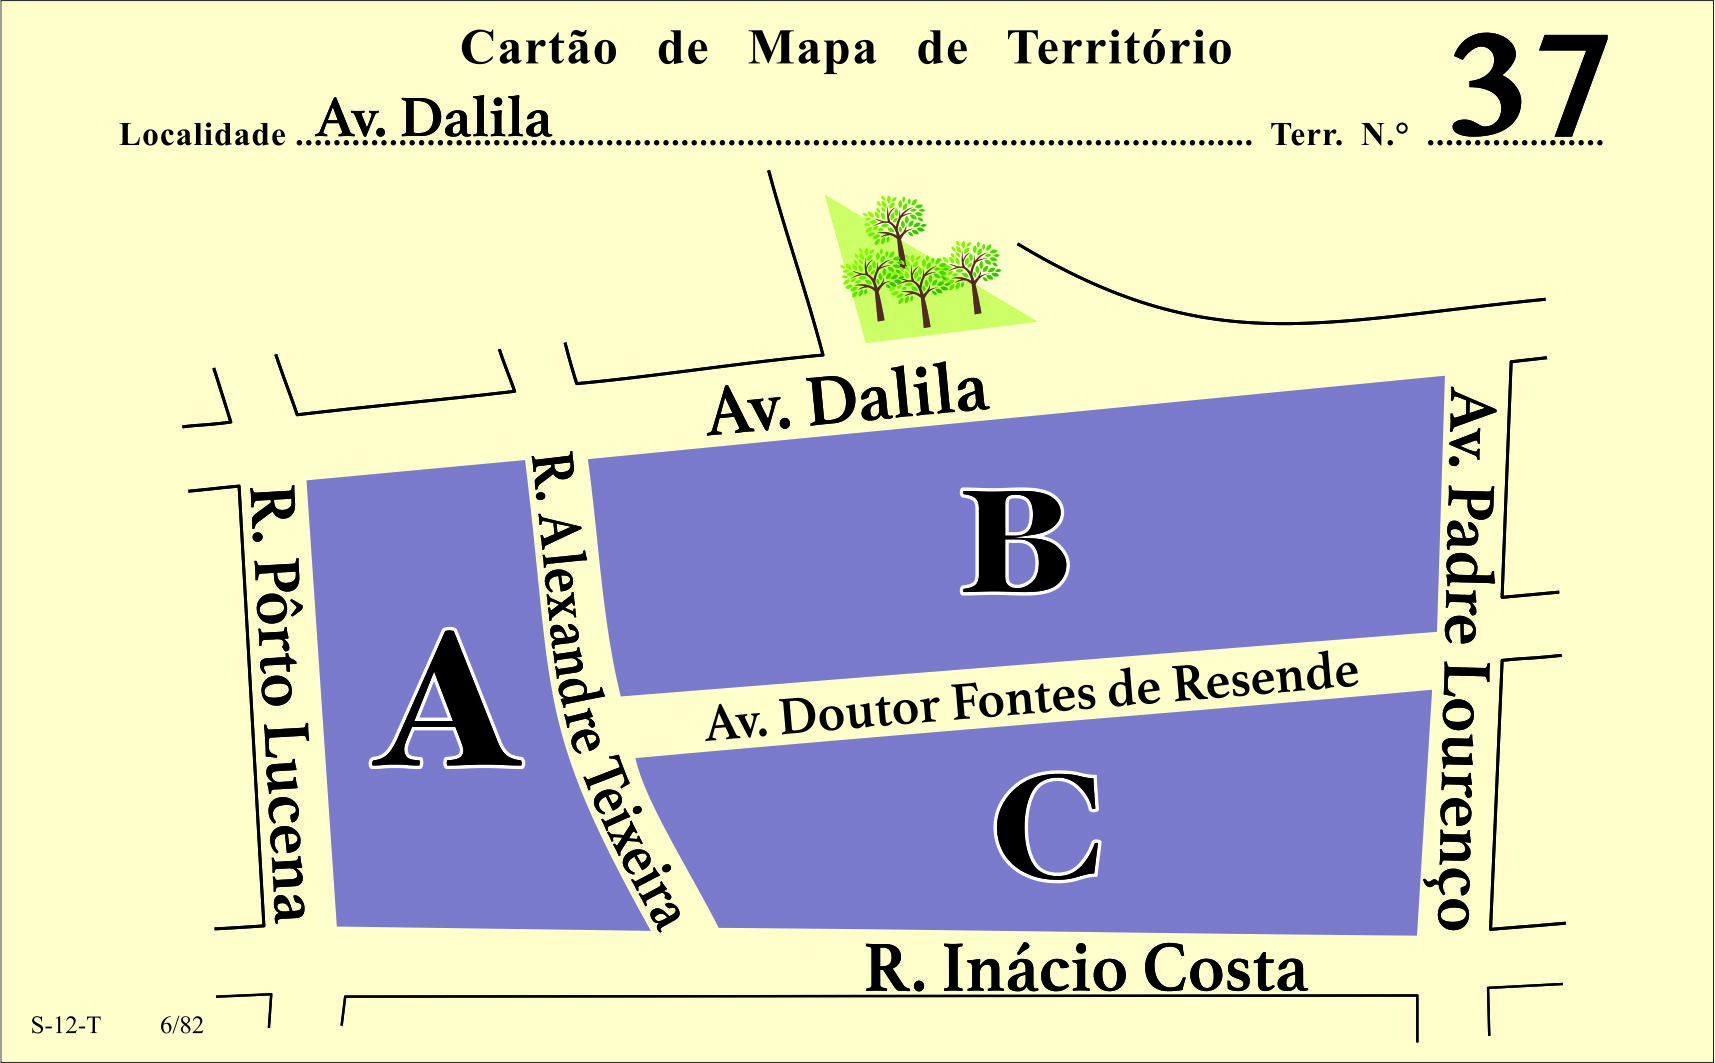 Cartão de Mapa de Território
37
Localidade Av. Dalila Terr. N.°
Av. Dalila
R. Pôrto Lucena
R. Alexandre Teixeira
Av. Padre Lourenço
A
B
Av. Doutor Fontes de Resende
C
R. Inácio Costa
S-12-T 6/82